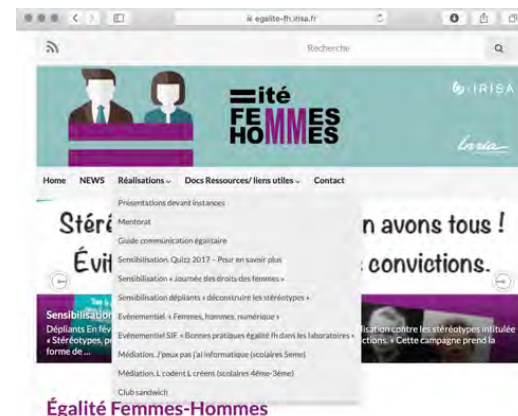 egalite-fh.irisa.fr
Recherche
IRISA
=ité
FEMMES
HOMMES
Inria
Home NEWS Réalisations Docs Ressources/ liens utiles Contact
Présentations devant instances
Mentorat
Guide communication égalitaire
Sensibilisation. Quizz 2017 – Pour en savoir plus
Sensibilisation « Journée des droits des femmes »
Sensibilisation dépliants « déconstruire les stéréotypes »
Evènementiel « Femmes, hommes, numérique »
Evènementiel SIF « Bonnes pratiques égalité fh dans les laboratoires »
Médiation. J'peux pas j'ai informatique (scolaires 5eme)
Médiation. L codent L créent (scolaires 4ème-3ème)
Club sandwich
Stéré n avons tous !
Évit convictions.
Sensibilisation
Dépliants En fév lisation contre les stéréotypes intitulée
« Stéréotypes, p ctions. » Cette campagne prend la
forme de ...
Égalité Femmes-Hommes